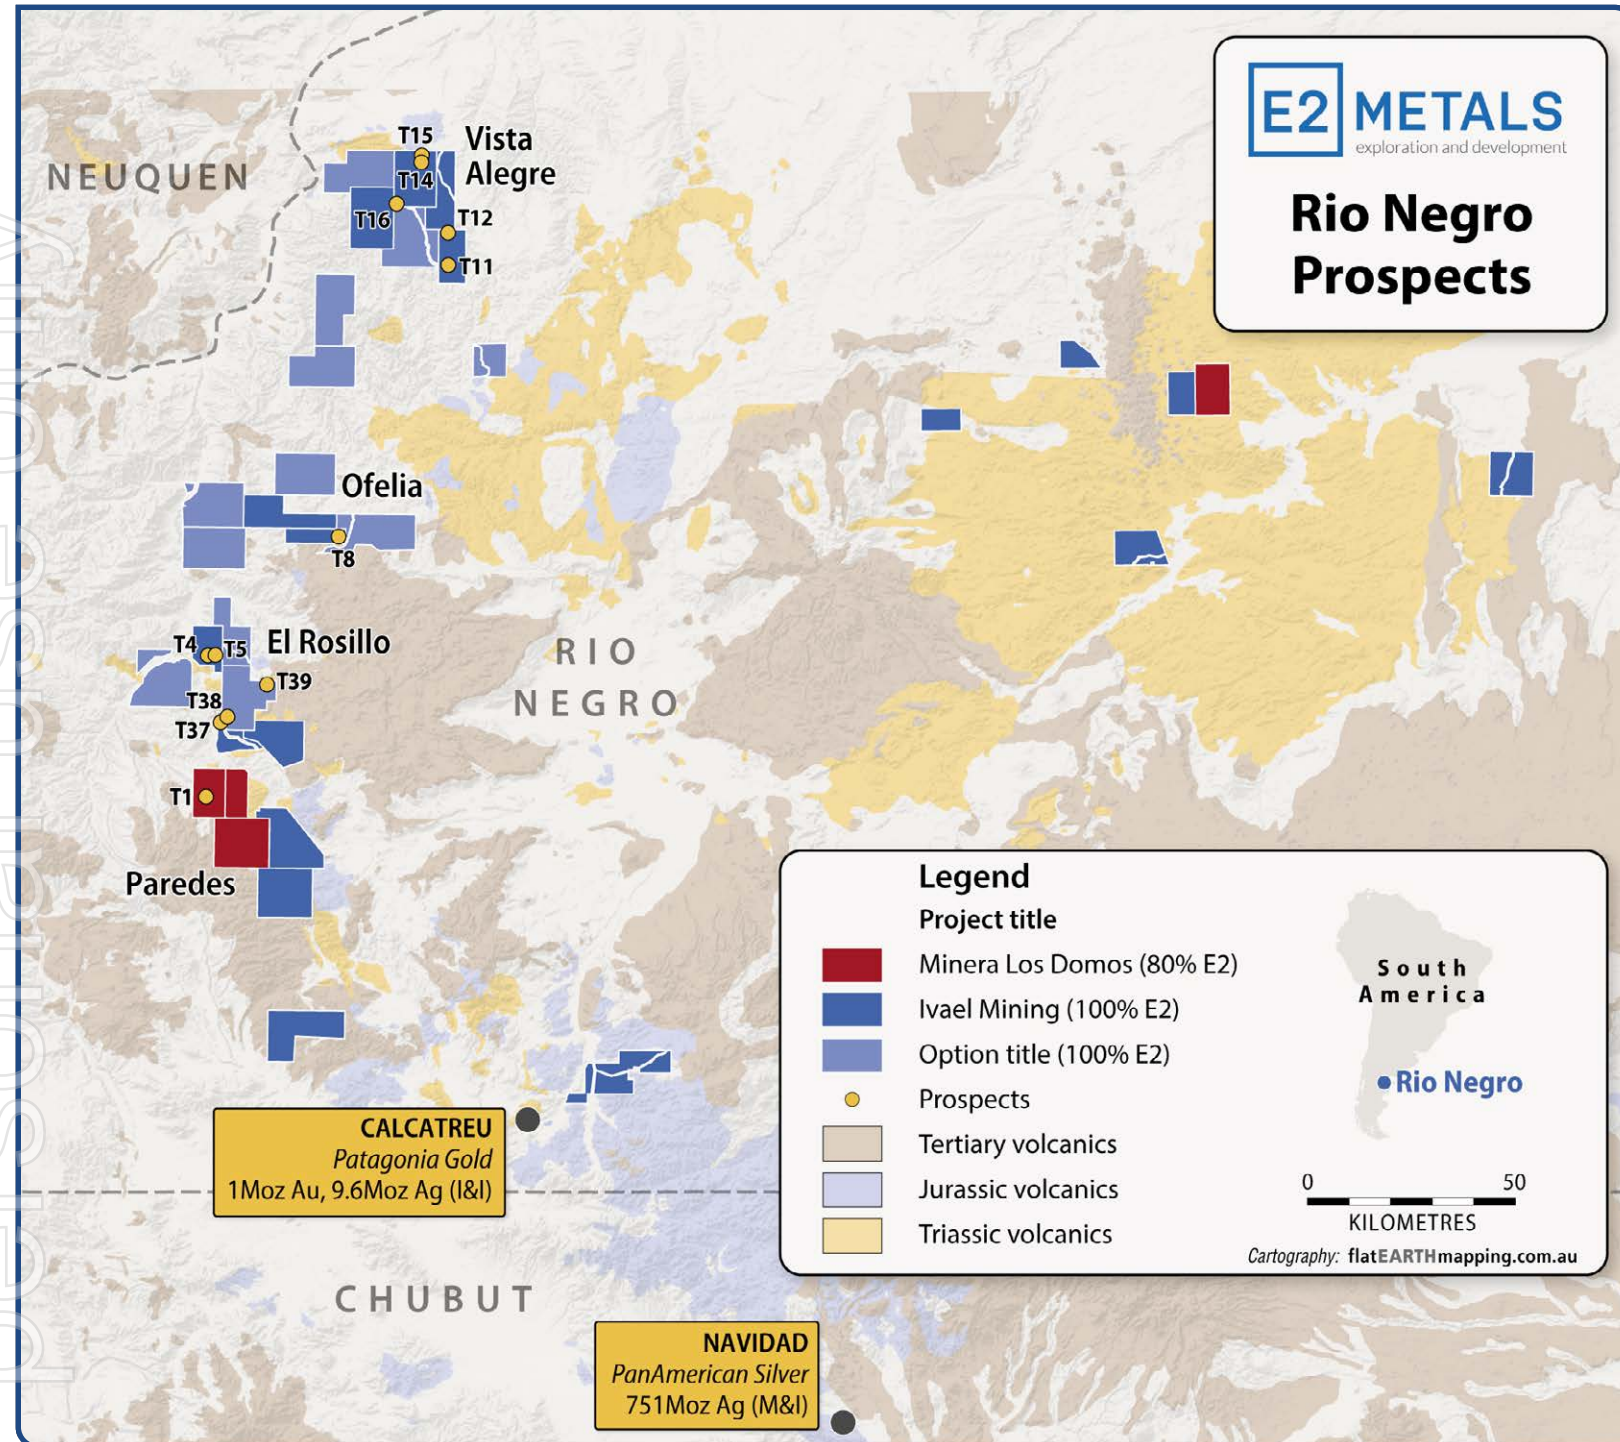 E2 METALS
exploration and development
Rio Negro
Prospects
NEUQUEN
T15
Vista
Alegre
T14
T16
T12
T11
Ofelia
T8
T4
T5
El Rosillo
T39
T38
T37
RIO
NEGRO
T1
Paredes
CALCATREU
Patagonia Gold
1Moz Au, 9.6Moz Ag (I&I)
CHUBUT
NAVIDAD
PanAmerican Silver
751Moz Ag (M&I)
Legend
Project title
Minera Los Domos (80% E2)
Ivael Mining (100% E2)
Option title (100% E2)
Prospects
Tertiary volcanics
Jurassic volcanics
Triassic volcanics
South
America
Rio Negro
0 50
KILOMETRES
Cartography: flatEARTHmapping.com.au